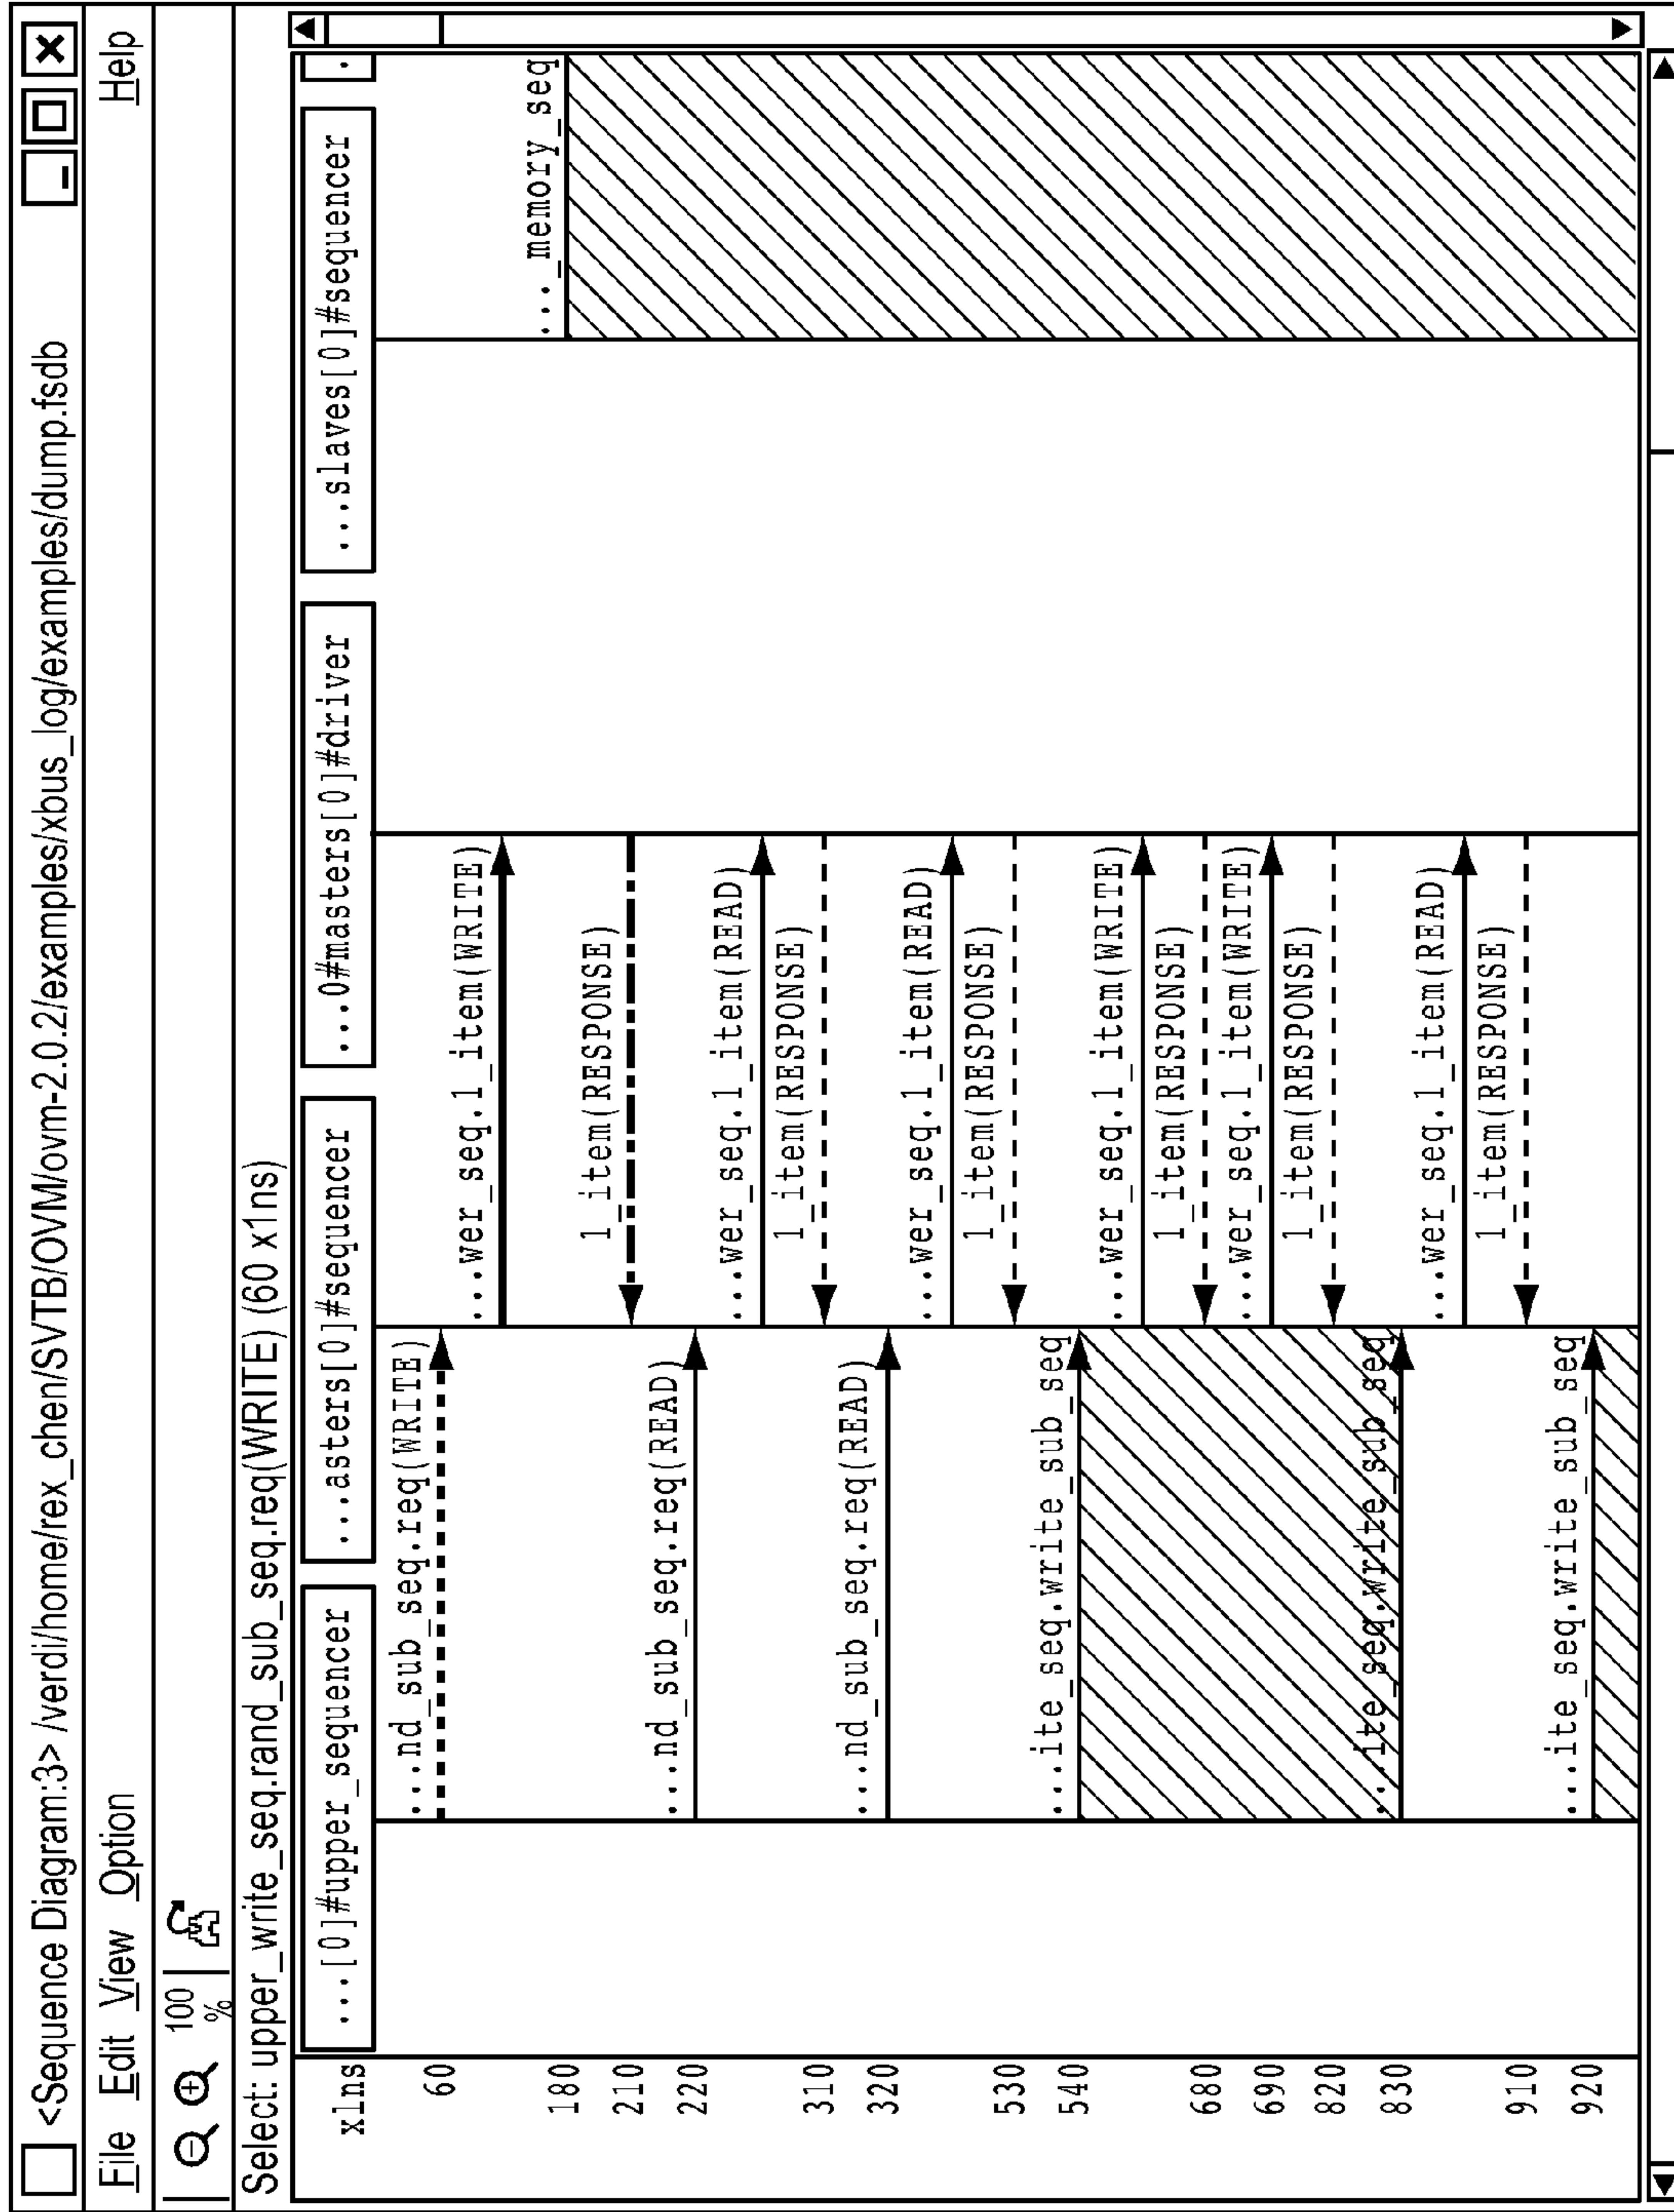 <Sequence Diagram:3> /verdi/home/rex_chen/SVTB/OVM/ovm-2.0.2/examples/xbus_log/examples/dump.fsdb
File Edit View Option Help
100
%
Select: upper_write_seq.rand_sub_seq.req(WRITE) (60 x1ns)
x1ns ...[0]#upper_sequencer ...asters[0]#sequencer ...0#masters[0]#driver ...slaves[0]#sequencer .
...nd_sub_seq.req(WRITE)
60
...wer_seq.1_item(WRITE)
..._memory_seq
180
1_item(RESPONSE)
210
...nd_sub_seq.req(READ)
220
...wer_seq.1_item(READ)
1_item(RESPONSE)
310
...nd_sub_seq.req(READ)
320
...wer_seq.1_item(READ)
1_item(RESPONSE)
530
...ite_seq.write_sub_seq
540
...wer_seq.1_item(WRITE)
1_item(RESPONSE)
680
...wer_seq.1_item(WRITE)
690
1_item(RESPONSE)
820
...ite_seq.write_sub_seq
830
...wer_seq.1_item(READ)
1_item(RESPONSE)
910
...ite_seq.write_sub_seq
920